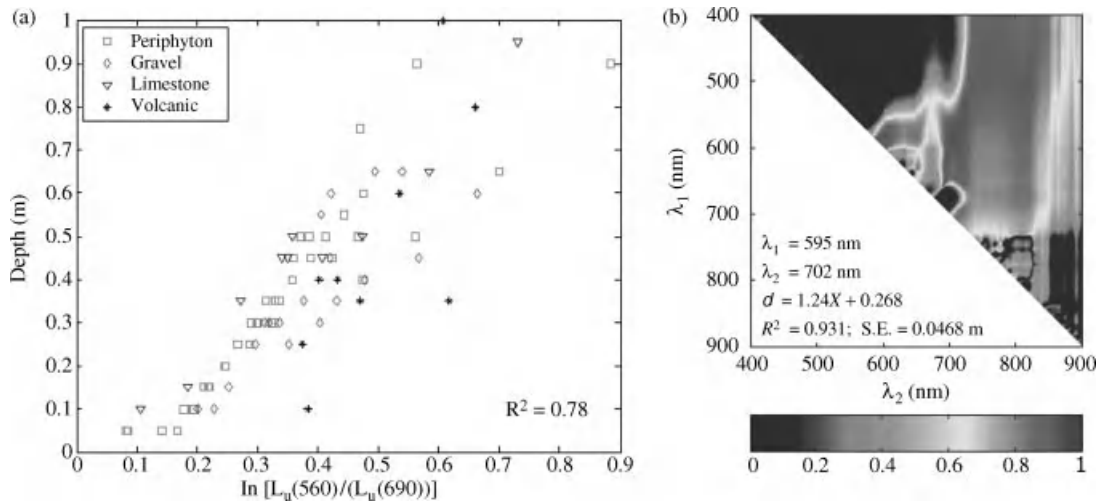 (a)
Periphyton
Gravel
Limestone
Volcanic
Depth (m)
1
0.9
0.8
0.7
0.6
0.5
0.4
0.3
0.2
0.1
0
R² = 0.78
0 0.1 0.2 0.3 0.4 0.5 0.6 0.7 0.8 0.9
ln [Lᵤ(560)/(Lᵤ(690))]
(b)
400
500
600
700
800
900
λ₁ (nm)
λ₁ = 595 nm
λ₂ = 702 nm
d = 1.24X + 0.268
R² = 0.931; S.E. = 0.0468 m
400 500 600 700 800 900
λ₂ (nm)
0 0.2 0.4 0.6 0.8 1